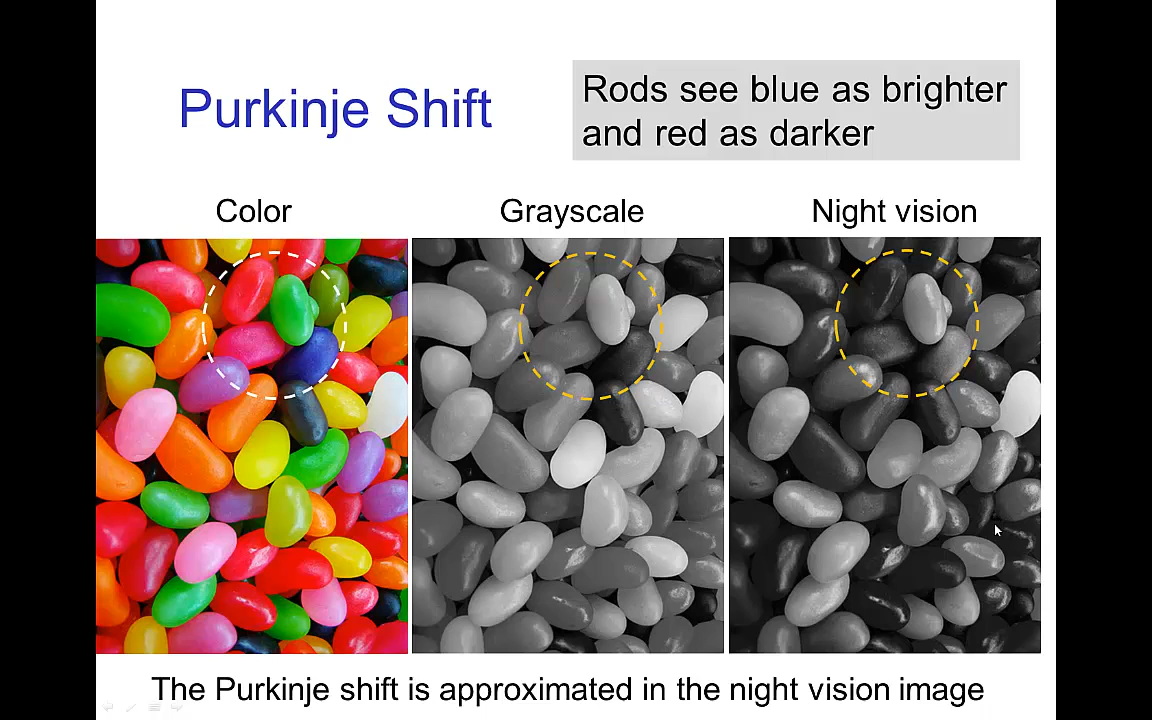 Purkinje Shift
Rods see blue as brighter
and red as darker
Color
Grayscale
Night vision
The Purkinje shift is approximated in the night vision image